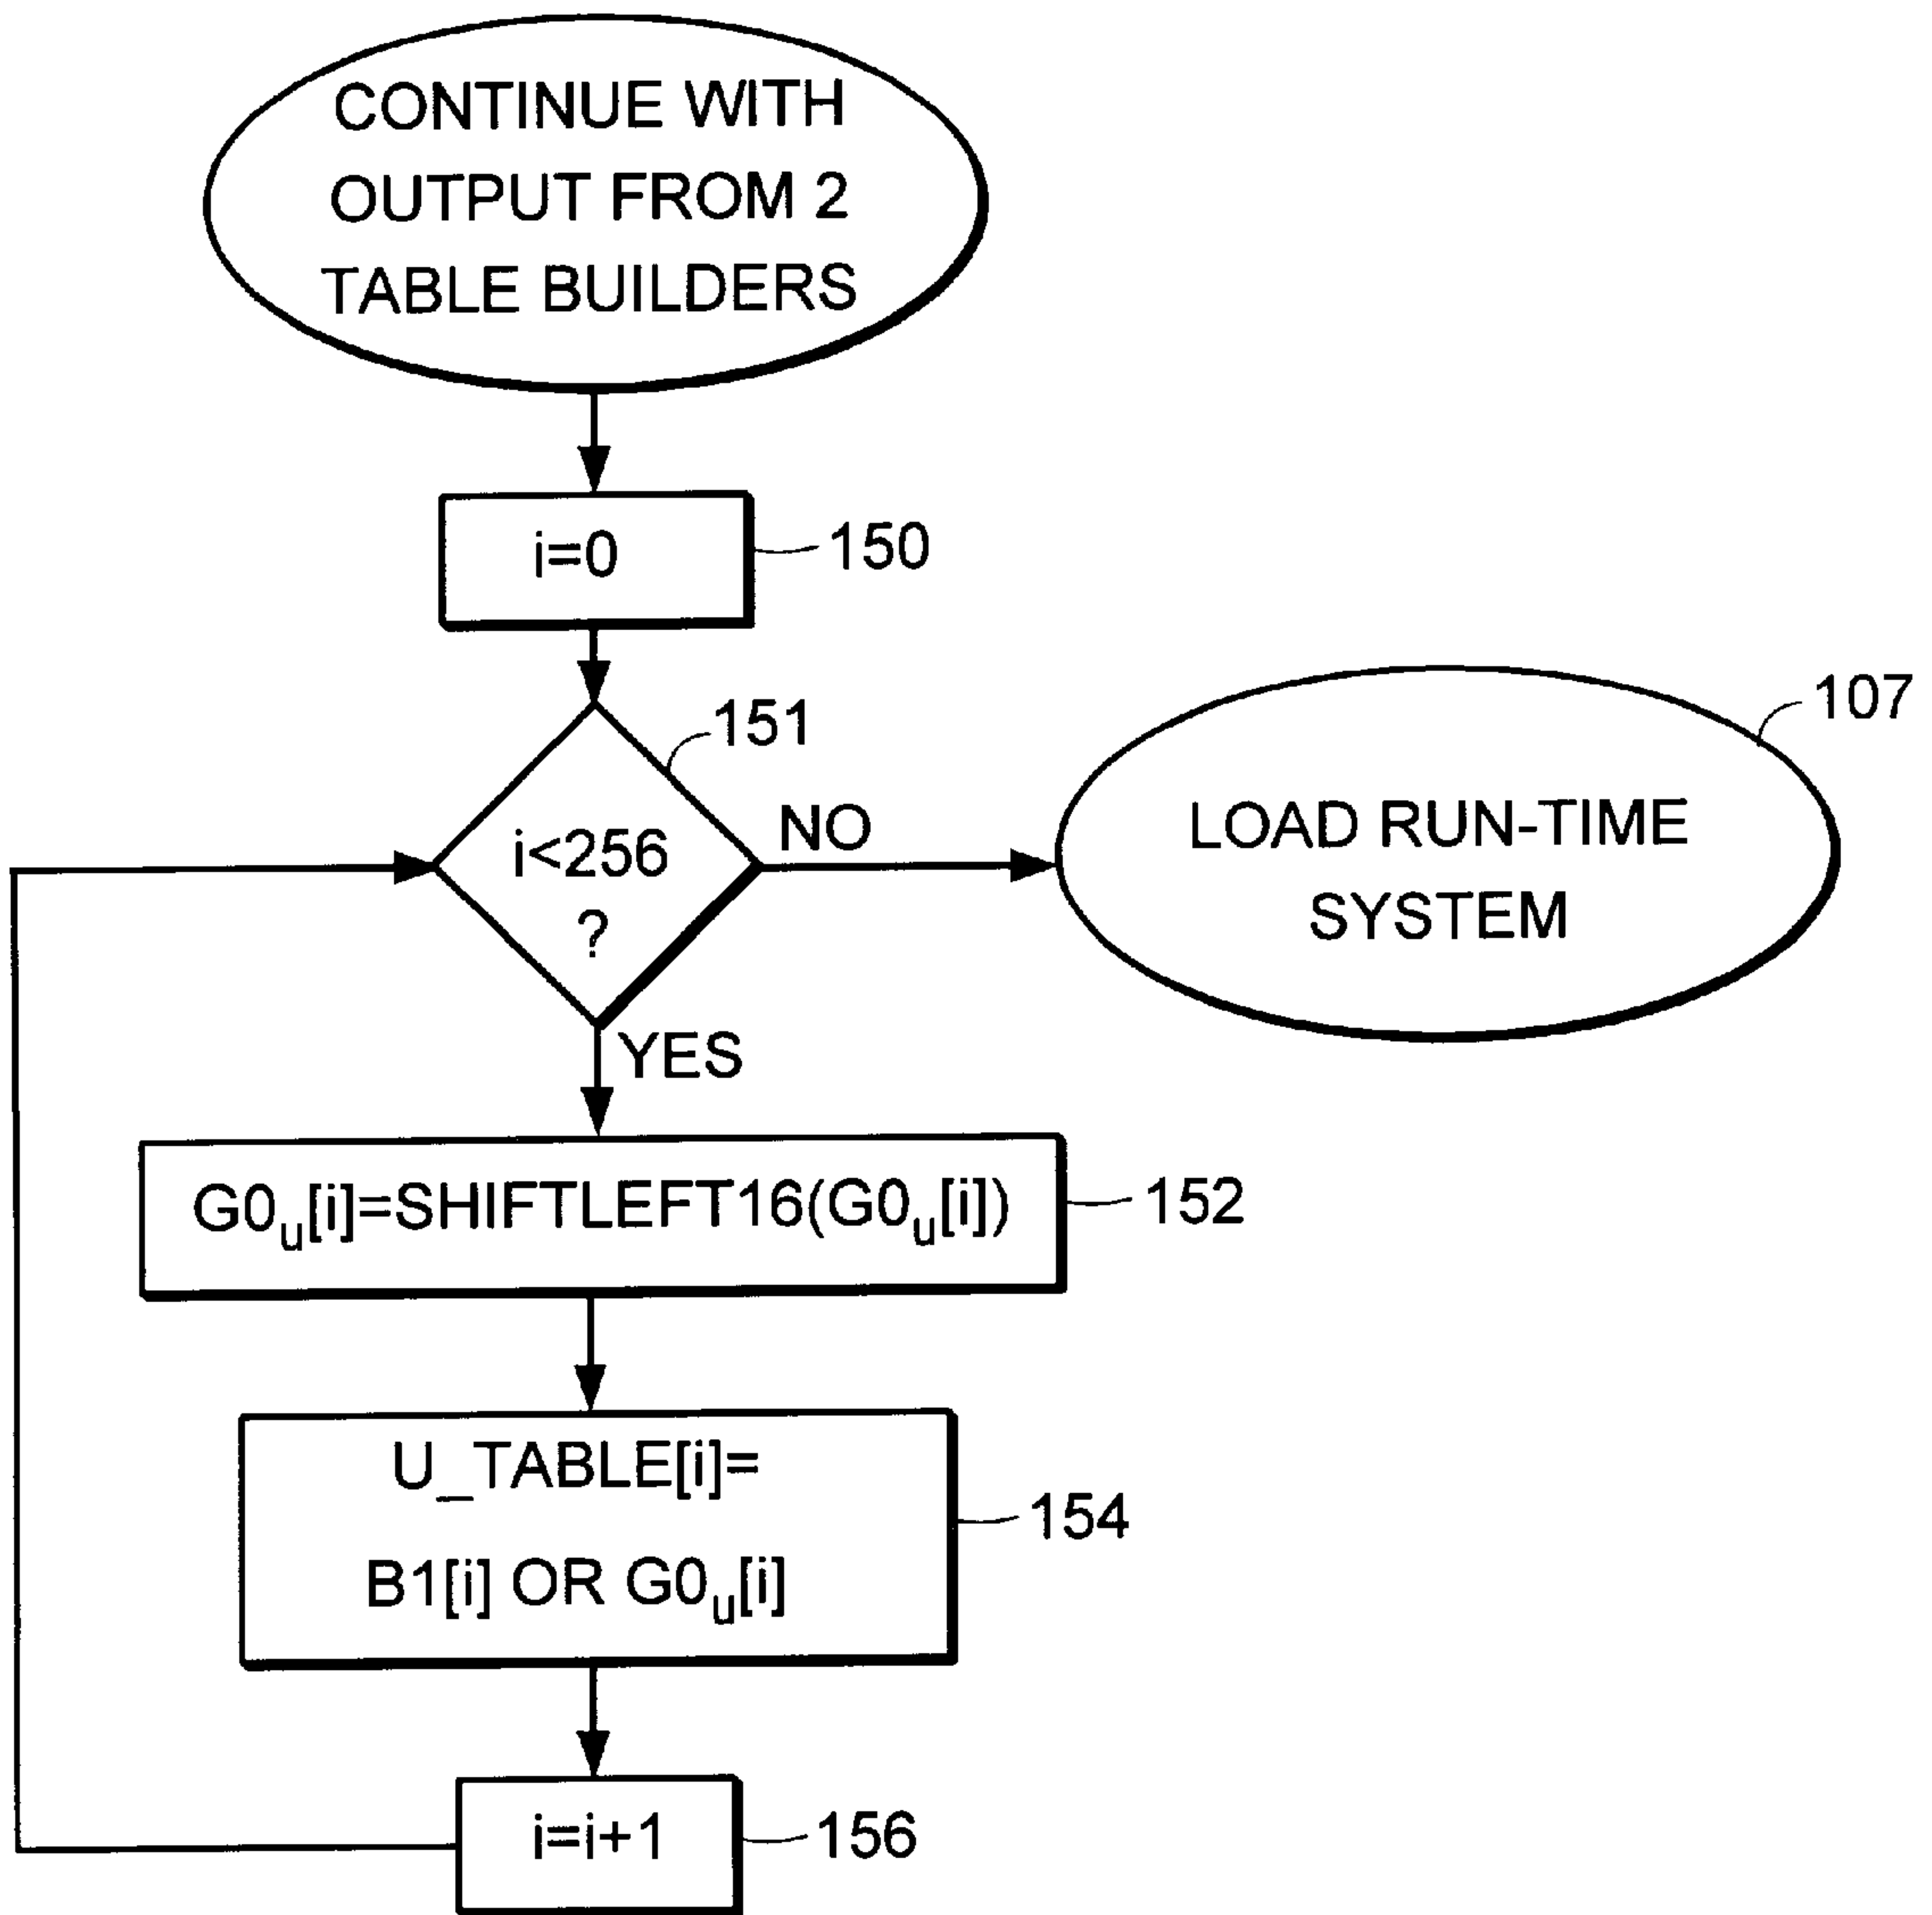 CONTINUE WITH
OUTPUT FROM 2
TABLE BUILDERS
i=0
150
151
i<256
?
NO
107
LOAD RUN-TIME
SYSTEM
YES
G0u[i]=SHIFTLEFT16(G0u[i])
152
U_TABLE[i]=
B1[i] OR G0u[i]
154
i=i+1
156